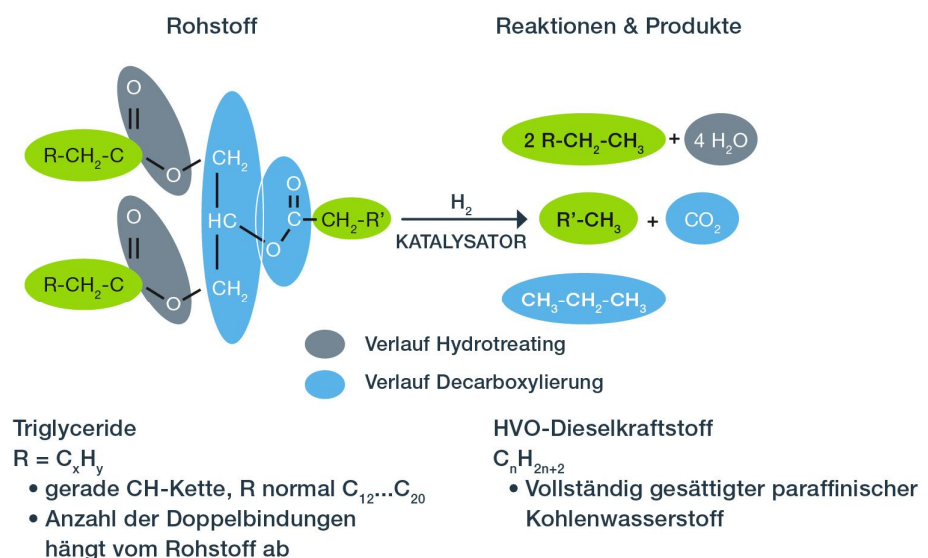 Rohstoff
Reaktionen & Produkte
O
R-CH₂-C
O
CH₂
O
R-CH₂-C
O
CH₂
HC
O
C
O
CH₂-R'
H₂
KATALYSATOR
2 R-CH₂-CH₃ + 4 H₂O
R'-CH₃ + CO₂
CH₃-CH₂-CH₃
Verlauf Hydrotreating
Verlauf Decarboxylierung
Triglyceride
R = CₓHᵧ
• gerade CH-Kette, R normal C₁₂...C₂₀
• Anzahl der Doppelbindungen
hängt vom Rohstoff ab
HVO-Dieselkraftstoff
CₙH₂ₙ₊₂
• Vollständig gesättigter paraffinischer
Kohlenwasserstoff